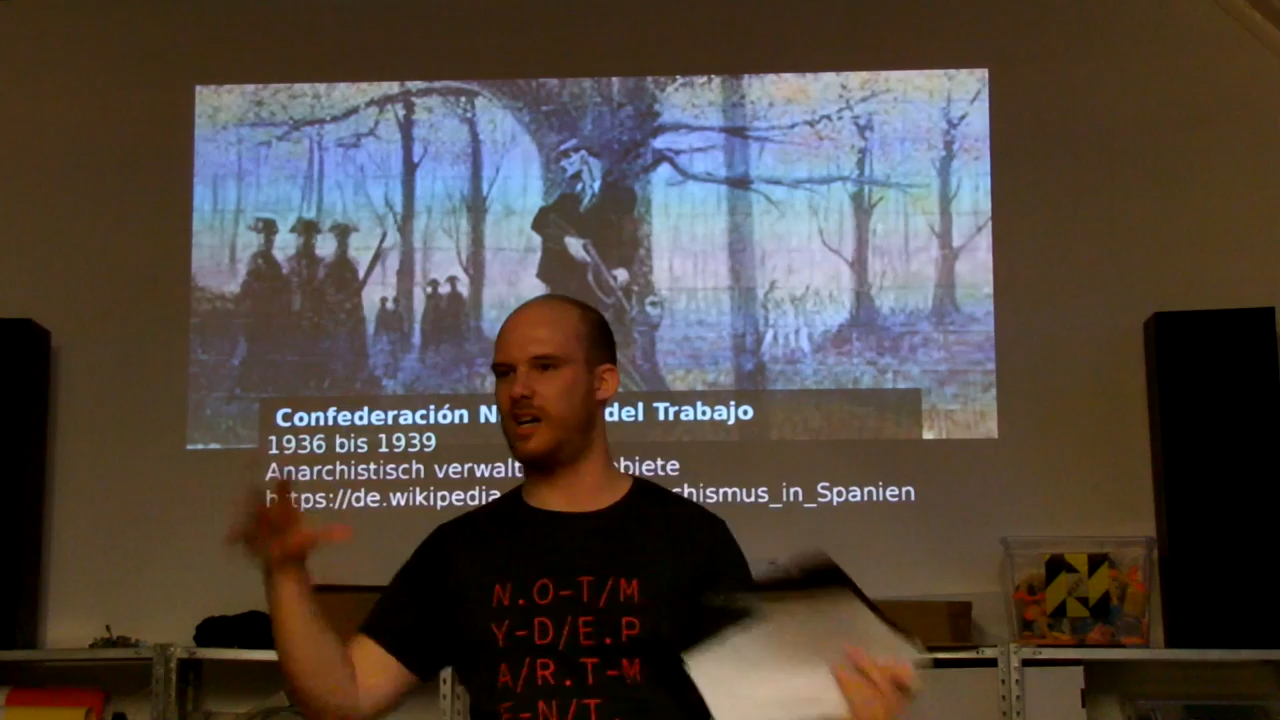 Confederación N del Trabajo
1936 bis 1939
Anarchistisch verwalt biete
https://de.wikipedia chismus_in_Spanien
N.O-T/M
Y-D/E.P
A/R.T-M
E-N/T.